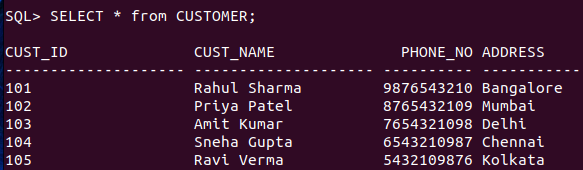 SQL> SELECT * from CUSTOMER;
CUST_ID              CUST_NAME               PHONE_NO ADDRESS
-------------------- -------------------- ---------- -----------
101                  Rahul Sharma         9876543210 Bangalore
102                  Priya Patel          8765432109 Mumbai
103                  Amit Kumar           7654321098 Delhi
104                  Sneha Gupta          6543210987 Chennai
105                  Ravi Verma           5432109876 Kolkata